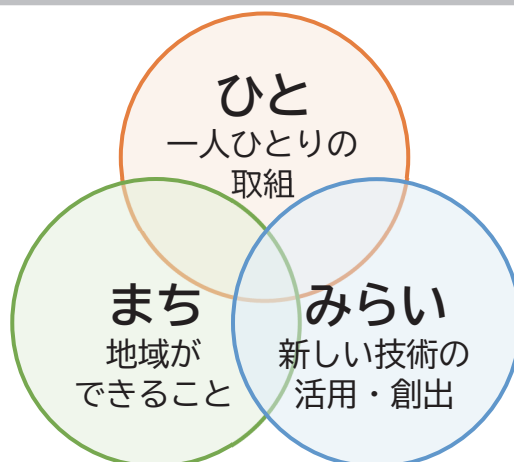 ひと
一人ひとりの
取組
まち
地域が
できること
みらい
新しい技術の
活用・創出